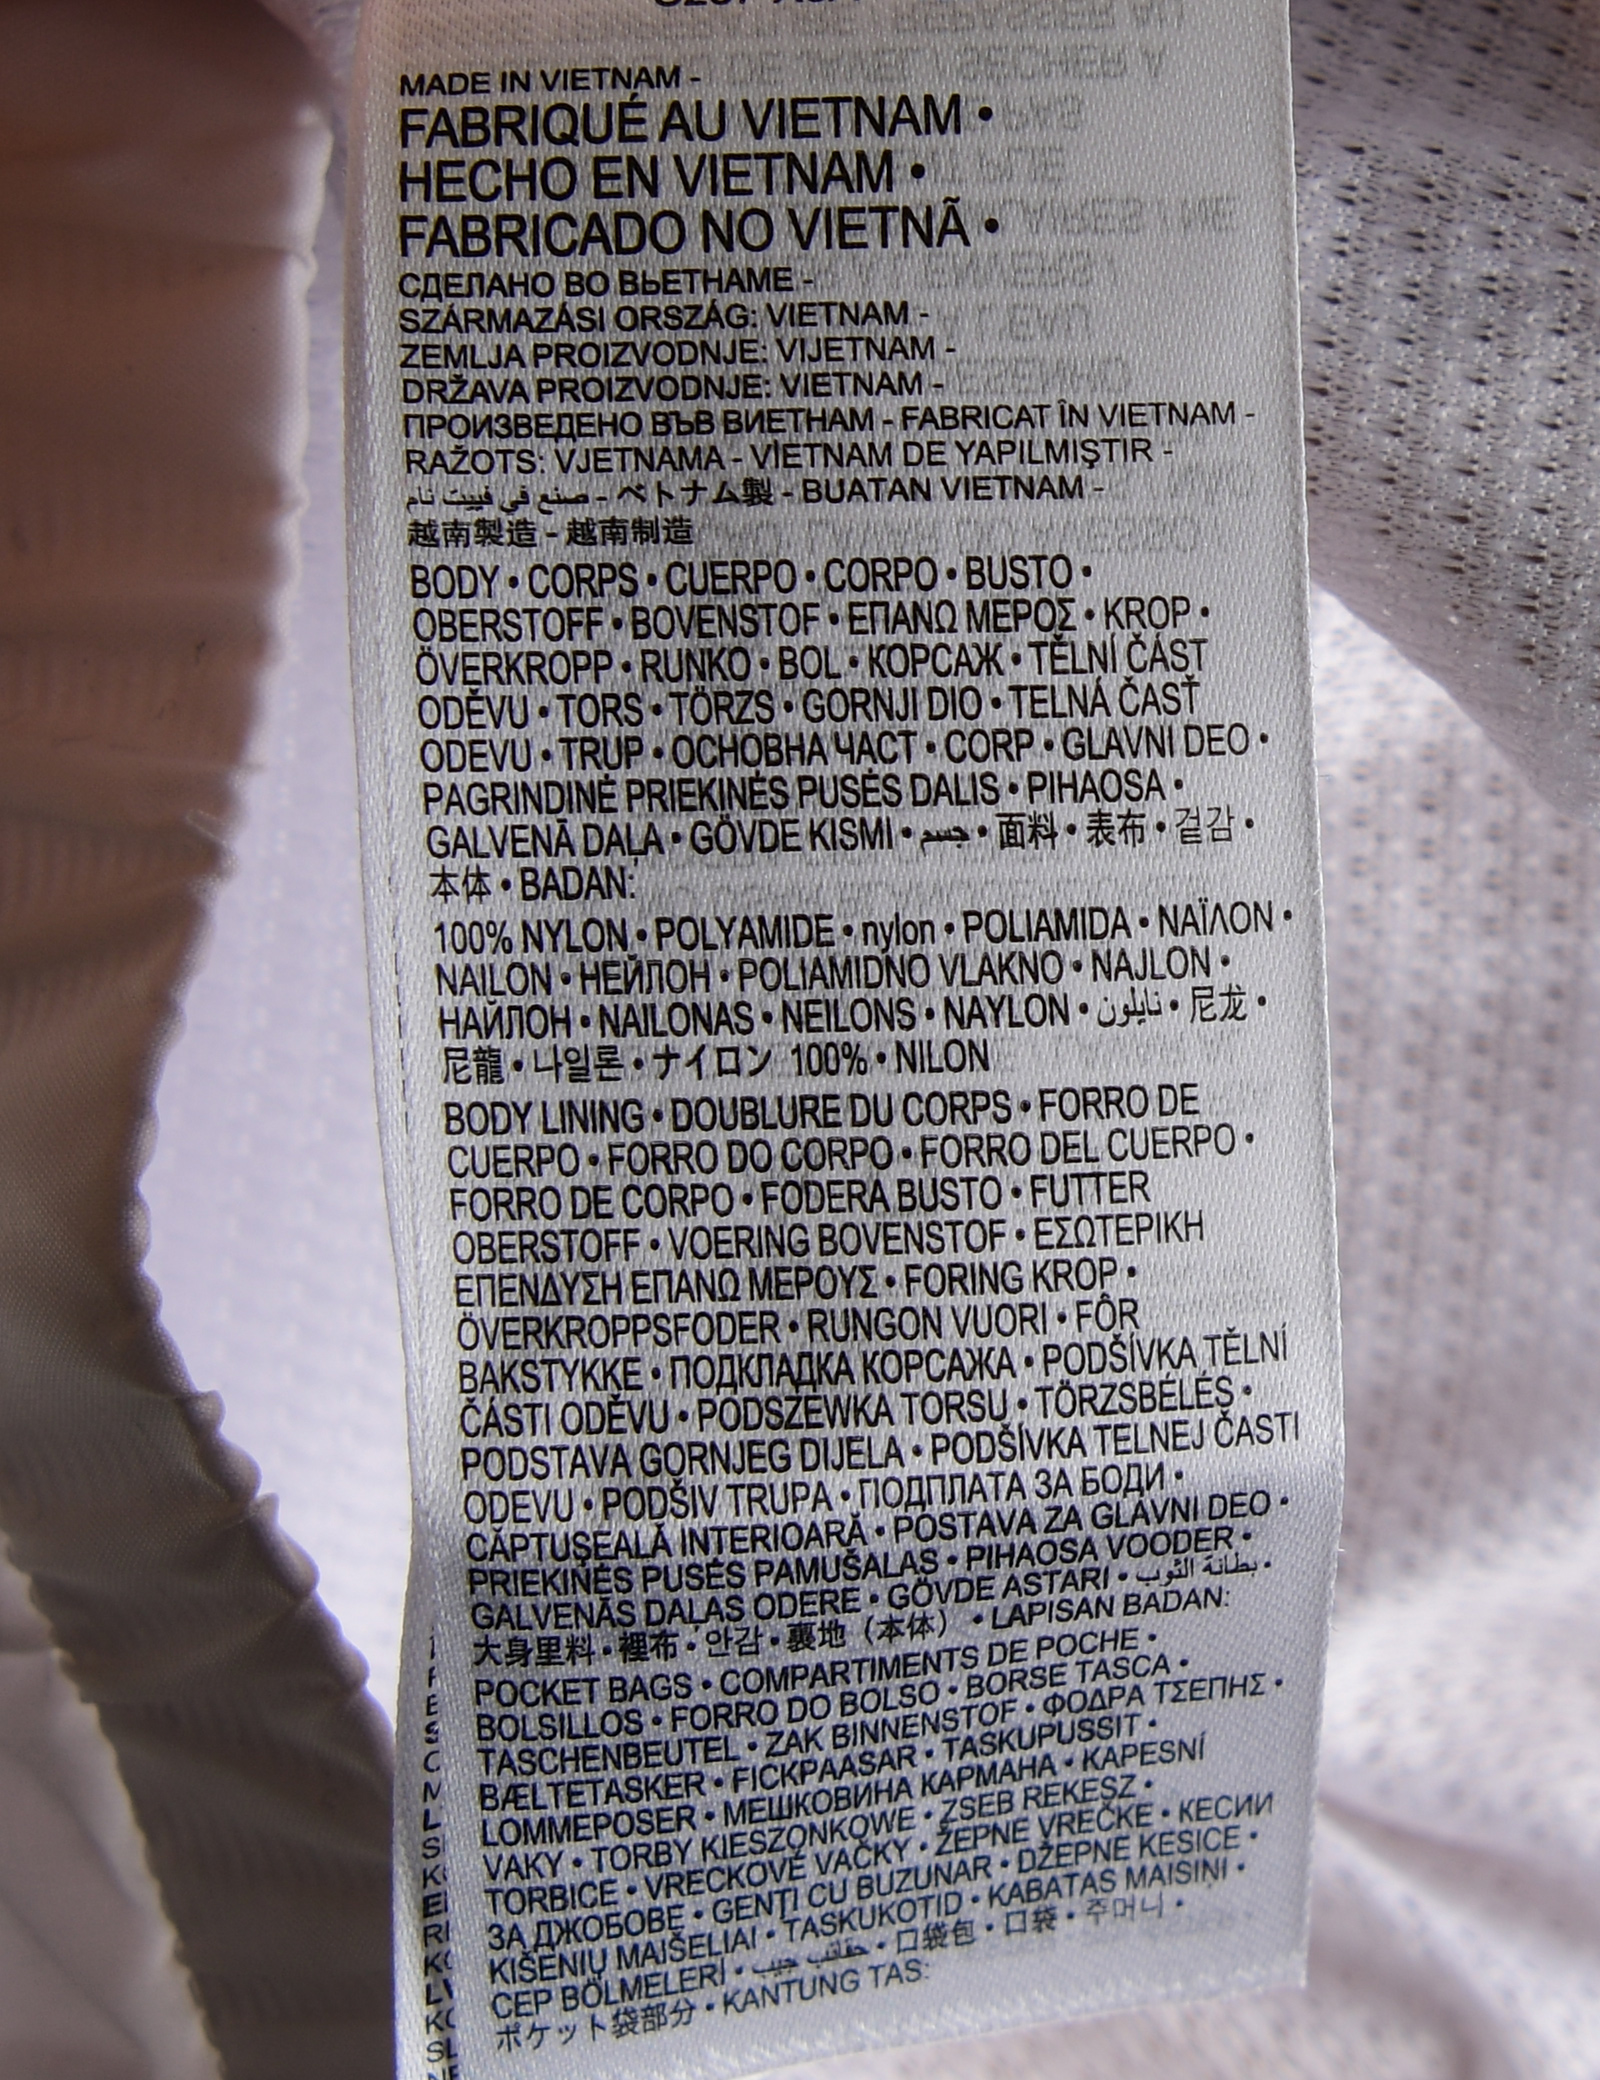 MADE IN VIETNAM -
FABRIQUÉ AU VIETNAM •
HECHO EN VIETNAM •
FABRICADO NO VIETNÃ •
СДЕЛАНО ВО ВЬЕТНАМЕ -
SZÁRMAZÁSI ORSZÁG: VIETNAM -
ZEMLJA PROIZVODNJE: VIJETNAM -
DRŽAVA PROIZVODNJE: VIETNAM -
ПРОИЗВЕДЕНО ВЪВ ВИЕТНАМ - FABRICAT ÎN VIETNAM -
RAŽOTS: VJETNAMA - VİETNAM DE YAPILMIŞTIR -
صنع في فييت نام - ベトナム製 - BUATAN VIETNAM -
越南製造 - 越南制造
BODY • CORPS • CUERPO • CORPO • BUSTO •
OBERSTOFF • BOVENSTOF • ΕΠΑΝΩ ΜΕΡΟΣ • KROP •
ÖVERKROPP • RUNKO • BOL • КОРСАЖ • TĚLNÍ ČÁST
ODĚVU • TORS • TÖRZS • GORNJI DIO • TELNÁ ČASŤ
ODEVU • TRUP • ОСНОВНА ЧАСТ • CORP • GLAVNI DEO •
PAGRINDINĖ PRIEKINĖS PUSĖS DALIS • PIHAOSA •
GALVENĀ DAĻA • GÖVDE KISMI • جسم • 面料 • 表布 • 겉감 •
本体 • BADAN:
100% NYLON • POLYAMIDE • nylon • POLIAMIDA • ΝΑΪΛΟΝ •
NAILON • НЕЙЛОН • POLIAMIDNO VLAKNO • NAJLON •
НАЙЛОН • NAILONAS • NEILONS • NAYLON • نايلون • 尼龙 •
尼龍 • 나일론 • ナイロン 100% • NILON
BODY LINING • DOUBLURE DU CORPS • FORRO DE
CUERPO • FORRO DO CORPO • FORRO DEL CUERPO •
FORRO DE CORPO • FODERA BUSTO • FUTTER
OBERSTOFF • VOERING BOVENSTOF • ΕΣΩΤΕΡΙΚΗ
ΕΠΕΝΔΥΣΗ ΕΠΑΝΩ ΜΕΡΟΥΣ • FORING KROP •
ÖVERKROPPSFODER • RUNGON VUORI • FÔR
BAKSTYKKE • ПОДКЛАДКА КОРСАЖА • PODŠÍVKA TĚLNÍ
ČÁSTI ODĚVU • PODSZEWKA TORSU • TÖRZSBÉLÉS •
PODSTAVA GORNJEG DIJELA • PODŠÍVKA TELNEJ ČASTI
ODEVU • PODŠIV TRUPA • ПОДПЛАТА ЗА БОДИ •
CĂPTUŞEALĂ INTERIOARĂ • POSTAVA ZA GLAVNI DEO •
PRIEKINĖS PUSĖS PAMUŠALAS • PIHAOSA VOODER •
GALVENĀS DAĻAS ODERE • GÖVDE ASTARI • بطانة الثوب •
大身里料 • 裡布 • 안감 • 裏地（本体） • LAPISAN BADAN:
POCKET BAGS • COMPARTIMENTS DE POCHE •
BOLSILLOS • FORRO DO BOLSO • BORSE TASCA •
TASCHENBEUTEL • ZAK BINNENSTOF • ΦΟΔΡΑ ΤΣΕΠΗΣ •
BÆLTETASKER • FICKPAASAR • TASKUPUSSIT •
LOMMEPOSER • МЕШКОВИНА КАРМАНА • KAPESNÍ
VAKY • TORBY KIESZONKOWE • ZSEB REKESZ •
TORBICE • VRECKOVÉ VAČKY • ŽEPNE VREČKE • КЕСИИ
ЗА ДЖОБОВЕ • GENŢI CU BUZUNAR • DŽEPNE KESICE •
KIŠENIŲ MAIŠELIAI • TASKUKOTID • KABATAS MAISIŅI •
CEP BÖLMELERİ • حقائب جيب • 口袋包 • 口袋 • 주머니 •
ポケット袋部分 • KANTUNG TAS: